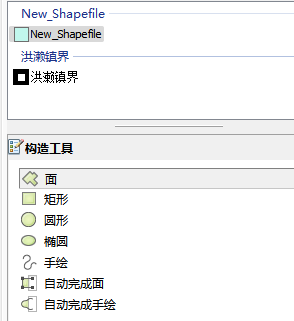 New_Shapefile
New_Shapefile
洪濑镇界
洪濑镇界
构造工具
面
矩形
圆形
椭圆
手绘
自动完成面
自动完成手绘